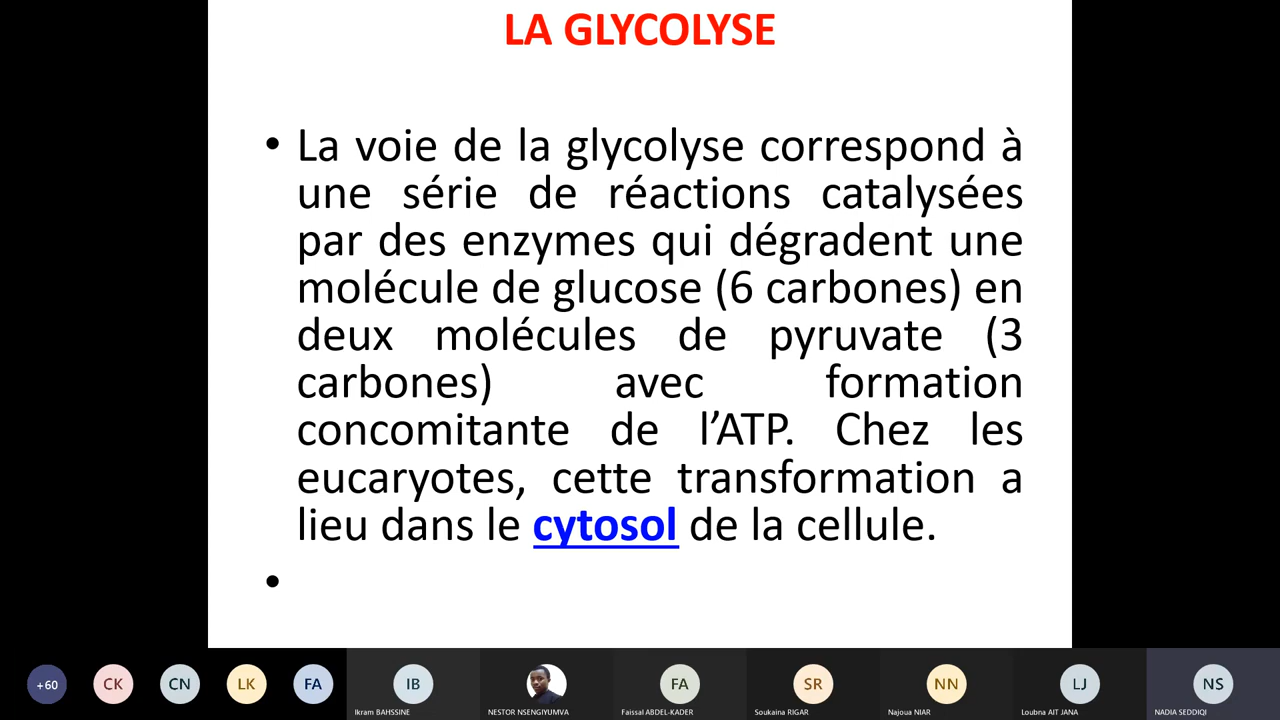 LA GLYCOLYSE
• La voie de la glycolyse correspond à
une série de réactions catalysées
par des enzymes qui dégradent une
molécule de glucose (6 carbones) en
deux molécules de pyruvate (3
carbones) avec formation
concomitante de l’ATP. Chez les
eucaryotes, cette transformation a
lieu dans le cytosol de la cellule.
•
+60 CK CN LK FA IB FA SR NN LJ NS
Ikram BAHSSINE NESTOR NSENGIYUMVA Faissal ABDEL-KADER Soukaina RIGAR Najoua NIAR Loubna AIT JANA NADIA SEDDIQI